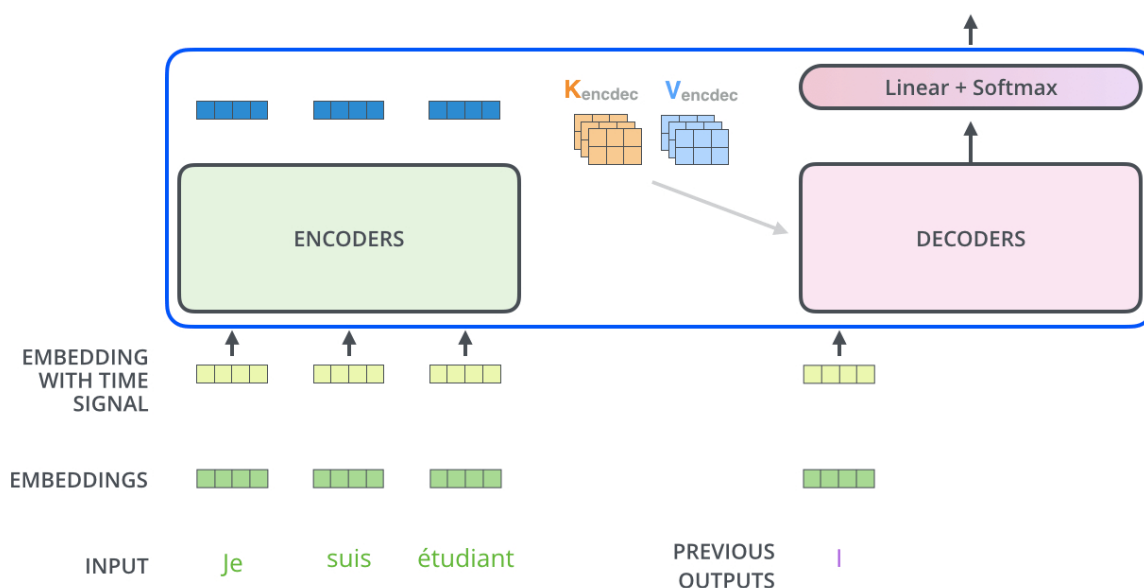 Kencdec Vencdec
Linear + Softmax
ENCODERS
DECODERS
EMBEDDING
WITH TIME
SIGNAL
EMBEDDINGS
INPUT
Je suis étudiant
PREVIOUS
OUTPUTS
I